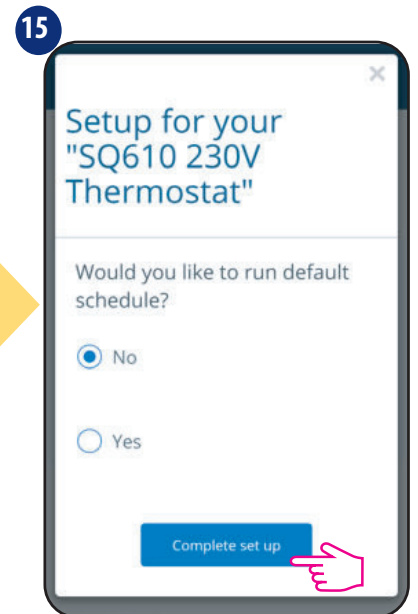 15
×
Setup for your
"SQ610 230V
Thermostat"
Would you like to run default
schedule?
No
Yes
Complete set up